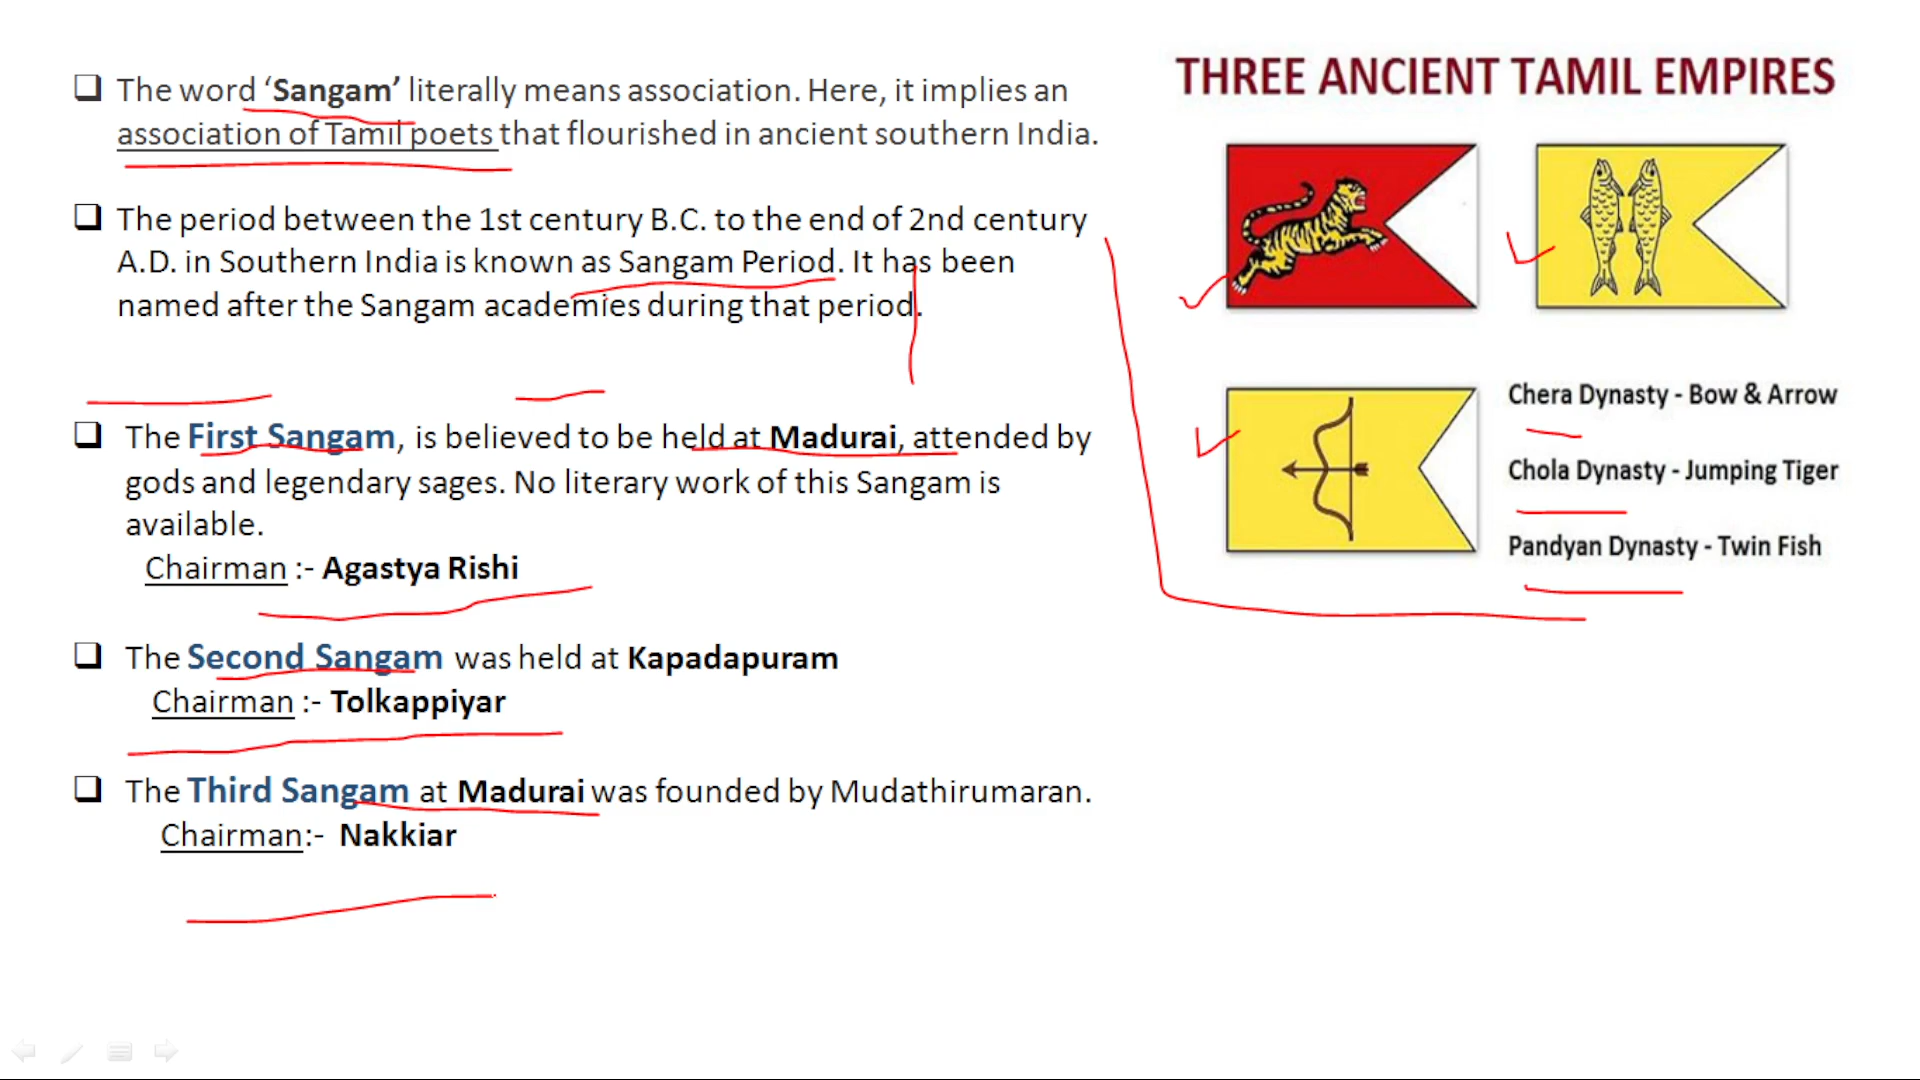 The word ‘Sangam’ literally means association. Here, it implies an
association of Tamil poets that flourished in ancient southern India.
The period between the 1st century B.C. to the end of 2nd century
A.D. in Southern India is known as Sangam Period. It has been
named after the Sangam academies during that period.
The First Sangam, is believed to be held at Madurai, attended by
gods and legendary sages. No literary work of this Sangam is
available.
Chairman :- Agastya Rishi
The Second Sangam was held at Kapadapuram
Chairman :- Tolkappiyar
The Third Sangam at Madurai was founded by Mudathirumaran.
Chairman:- Nakkiar
THREE ANCIENT TAMIL EMPIRES
Chera Dynasty - Bow & Arrow
Chola Dynasty - Jumping Tiger
Pandyan Dynasty - Twin Fish